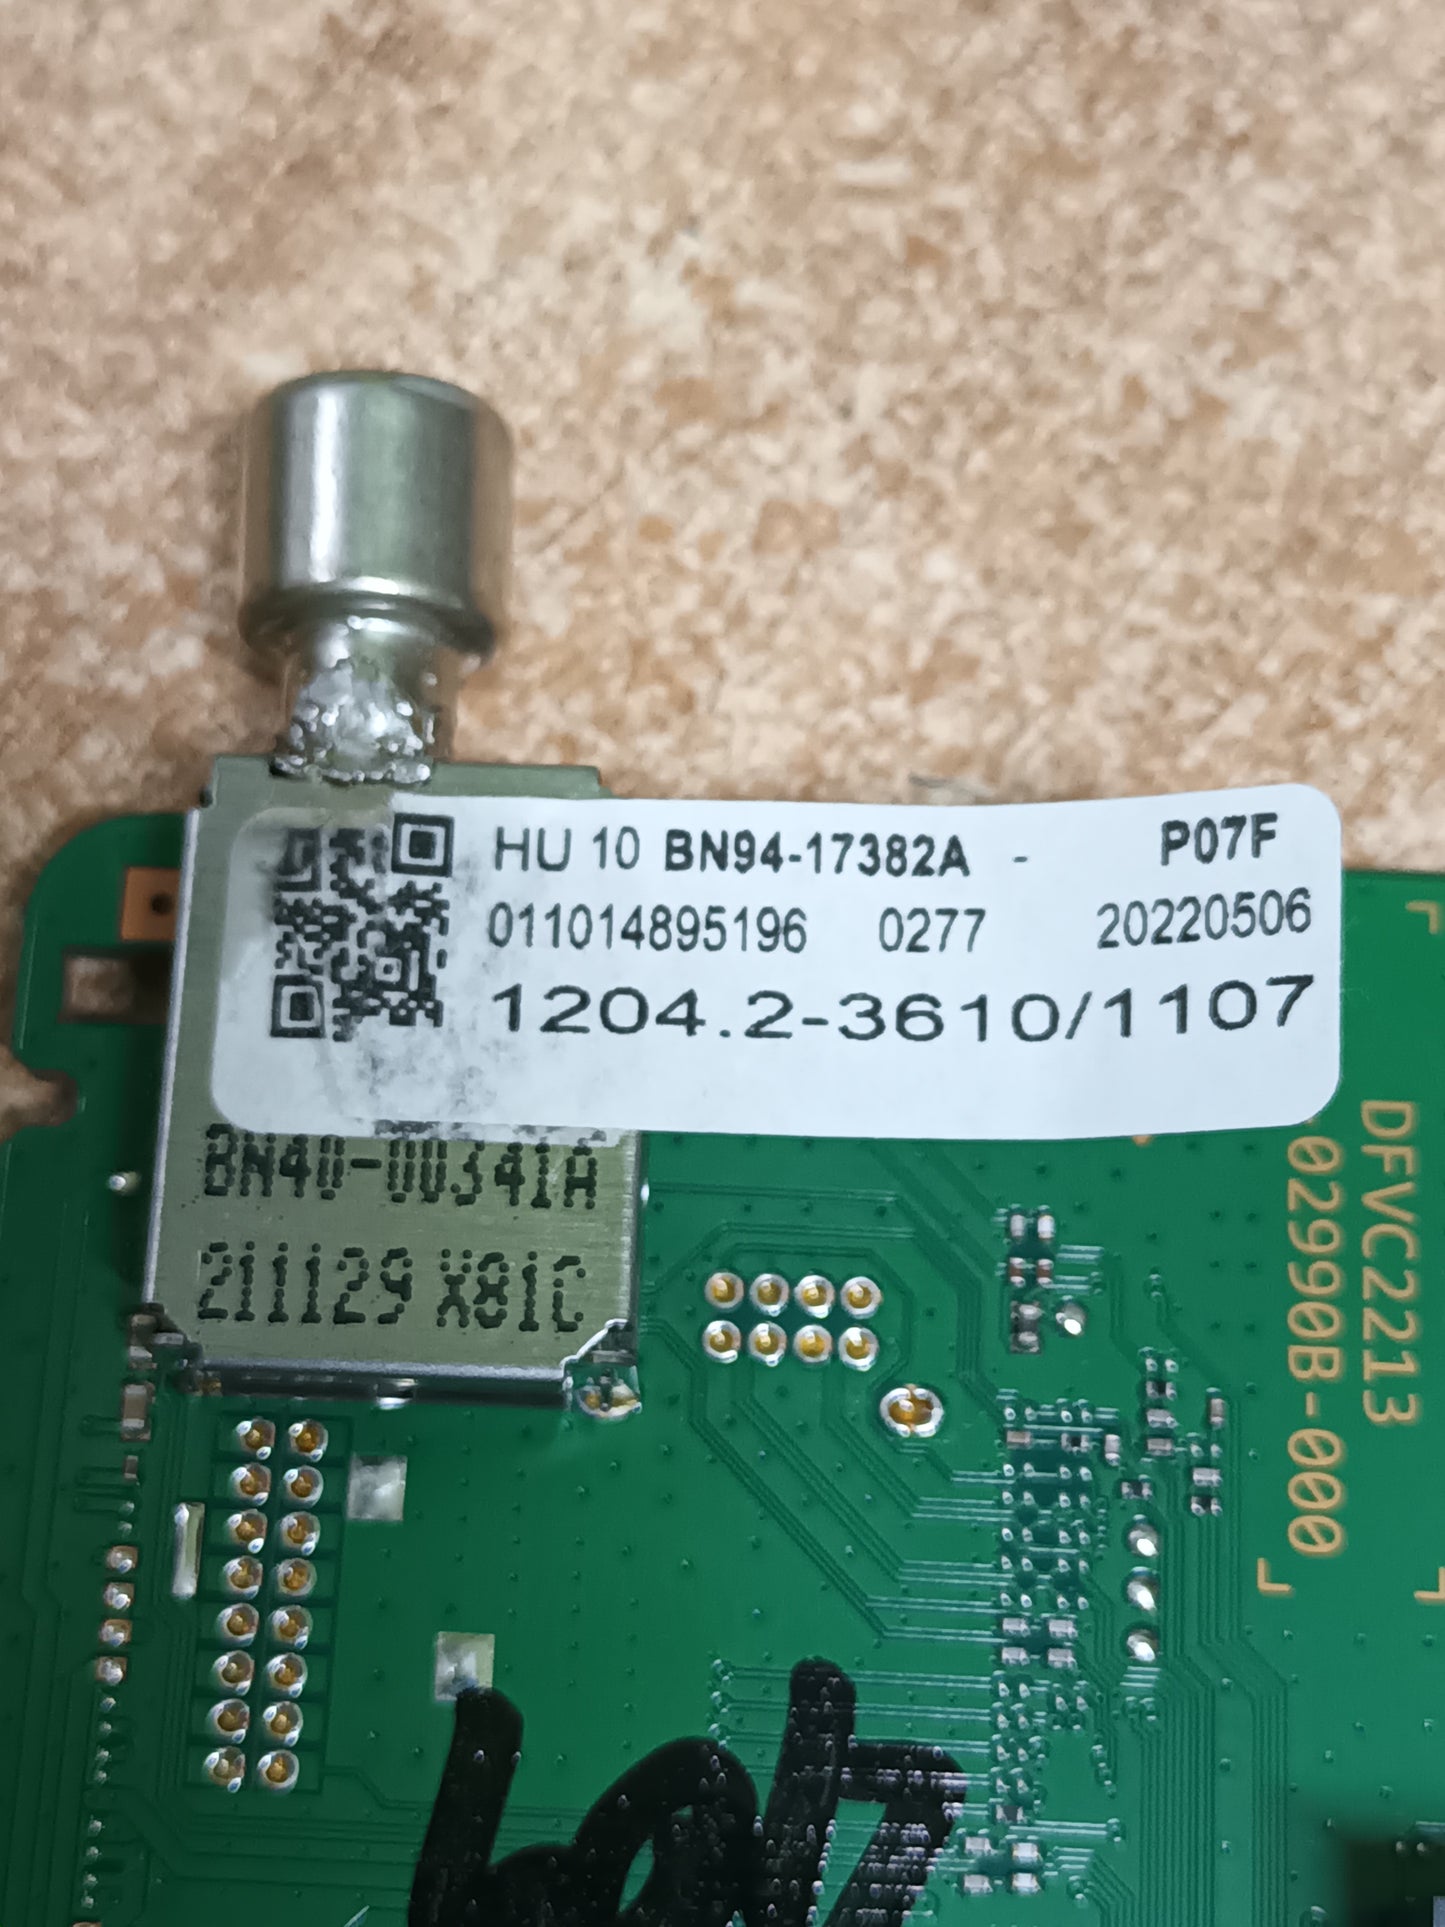 HU 10 BN94-17382A - P07F
011014895196 0277 20220506
1204.2-3610/1107
BN40-00341A
211129 X81C
DFVC2213
02990B-000